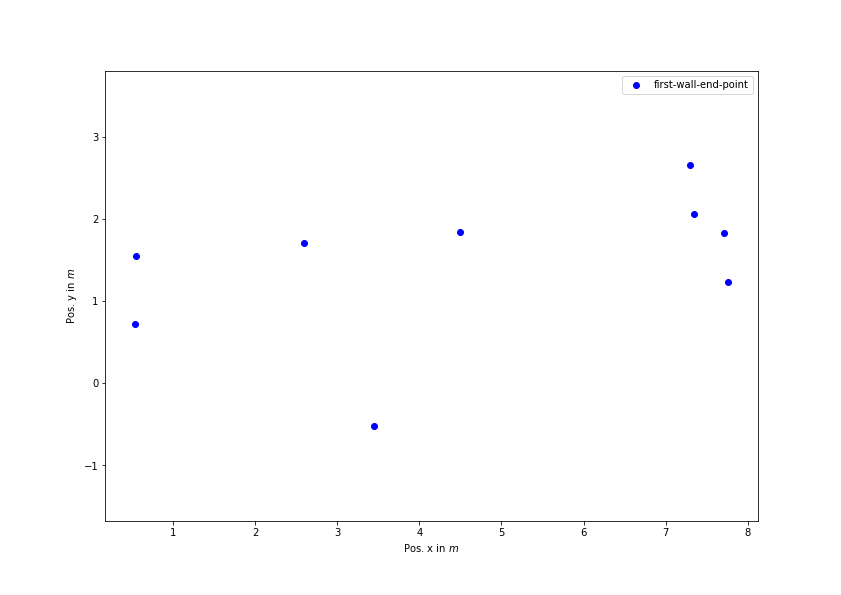 first-wall-end-point
3
2
1
0
−1
Pos. y in m
1 2 3 4 5 6 7 8
Pos. x in m